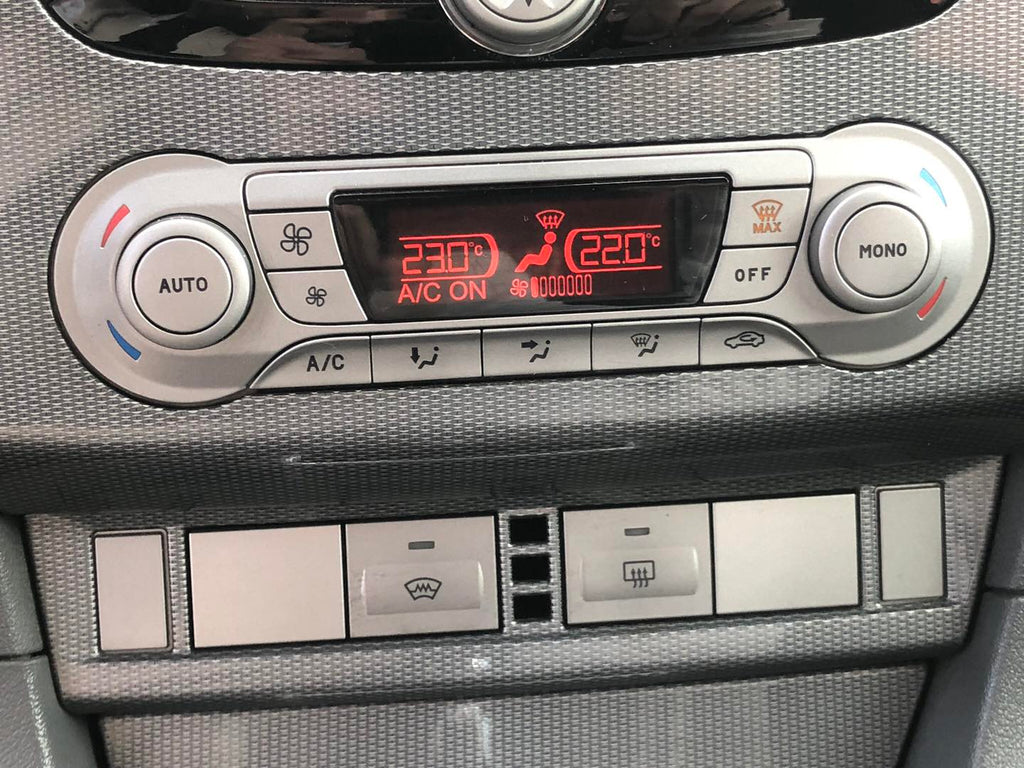 MAX
23.0°C
22.0°C
MONO
AUTO
OFF
A/C ON
A/C